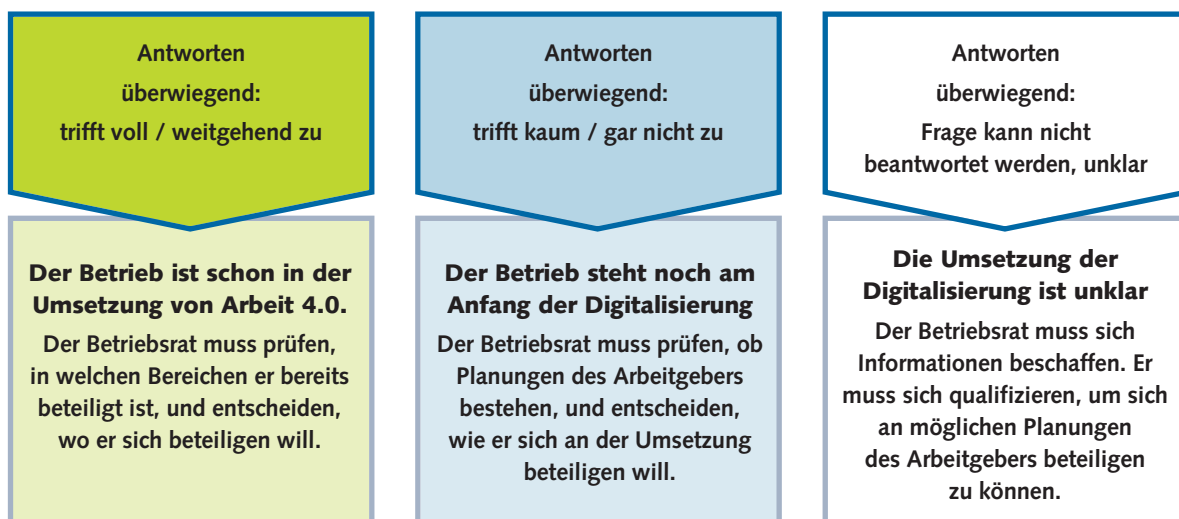 Antworten
überwiegend:
trifft voll / weitgehend zu
Der Betrieb ist schon in der
Umsetzung von Arbeit 4.0.
Der Betriebsrat muss prüfen,
in welchen Bereichen er bereits
beteiligt ist, und entscheiden,
wo er sich beteiligen will.
Antworten
überwiegend:
trifft kaum / gar nicht zu
Der Betrieb steht noch am
Anfang der Digitalisierung
Der Betriebsrat muss prüfen, ob
Planungen des Arbeitgebers
bestehen, und entscheiden,
wie er sich an der Umsetzung
beteiligen will.
Antworten
überwiegend:
Frage kann nicht
beantwortet werden, unklar
Die Umsetzung der
Digitalisierung ist unklar
Der Betriebsrat muss sich
Informationen beschaffen. Er
muss sich qualifizieren, um sich
an möglichen Planungen
des Arbeitgebers beteiligen
zu können.